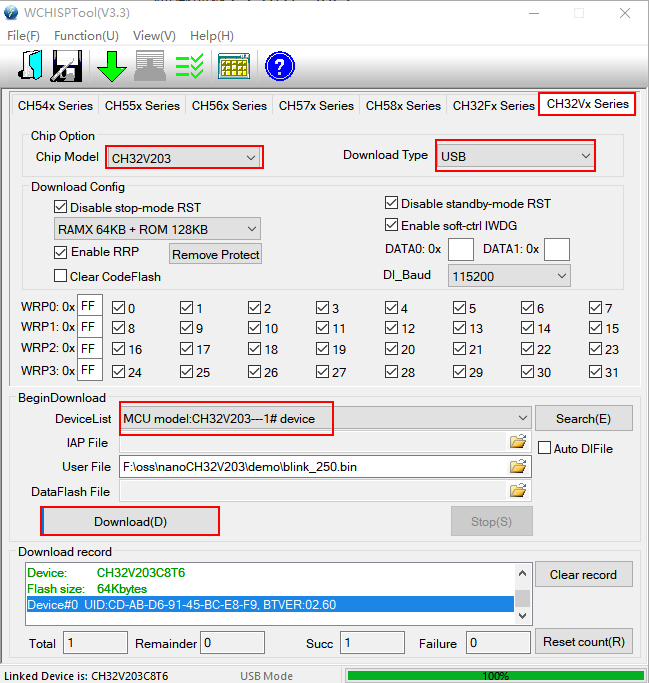 WCHISPTool(V3.3)
File(F) Function(U) View(V) Help(H)
CH54x Series CH55x Series CH56x Series CH57x Series CH58x Series CH32Fx Series CH32Vx Series
Chip Option
Chip Model CH32V203 Download Type USB
Download Config
Disable stop-mode RST Disable standby-mode RST
RAMX 64KB + ROM 128KB Enable soft-ctrl IWDG
Enable RRP Remove Protect DATA0: 0x DATA1: 0x
Clear CodeFlash DI_Baud 115200
WRP0: 0x FF 0 1 2 3 4 5 6 7
WRP1: 0x FF 8 9 10 11 12 13 14 15
WRP2: 0x FF 16 17 18 19 20 21 22 23
WRP3: 0x FF 24 25 26 27 28 29 30 31
BeginDownload
DeviceList MCU model:CH32V203---1# device Search(E)
IAP File Auto DIFile
User File F:\oss\nanoCH32V203\demo\blink_250.bin
DataFlash File
Download(D) Stop(S)
Download record
Device: CH32V203C8T6 Clear record
Flash size: 64Kbytes
Device#0 UID:CD-AB-D6-91-45-BC-E8-F9, BTVER:02.60
Total 1 Remainder 0 Succ 1 Failure 0 Reset count(R)
Linked Device is: CH32V203C8T6 USB Mode 100%